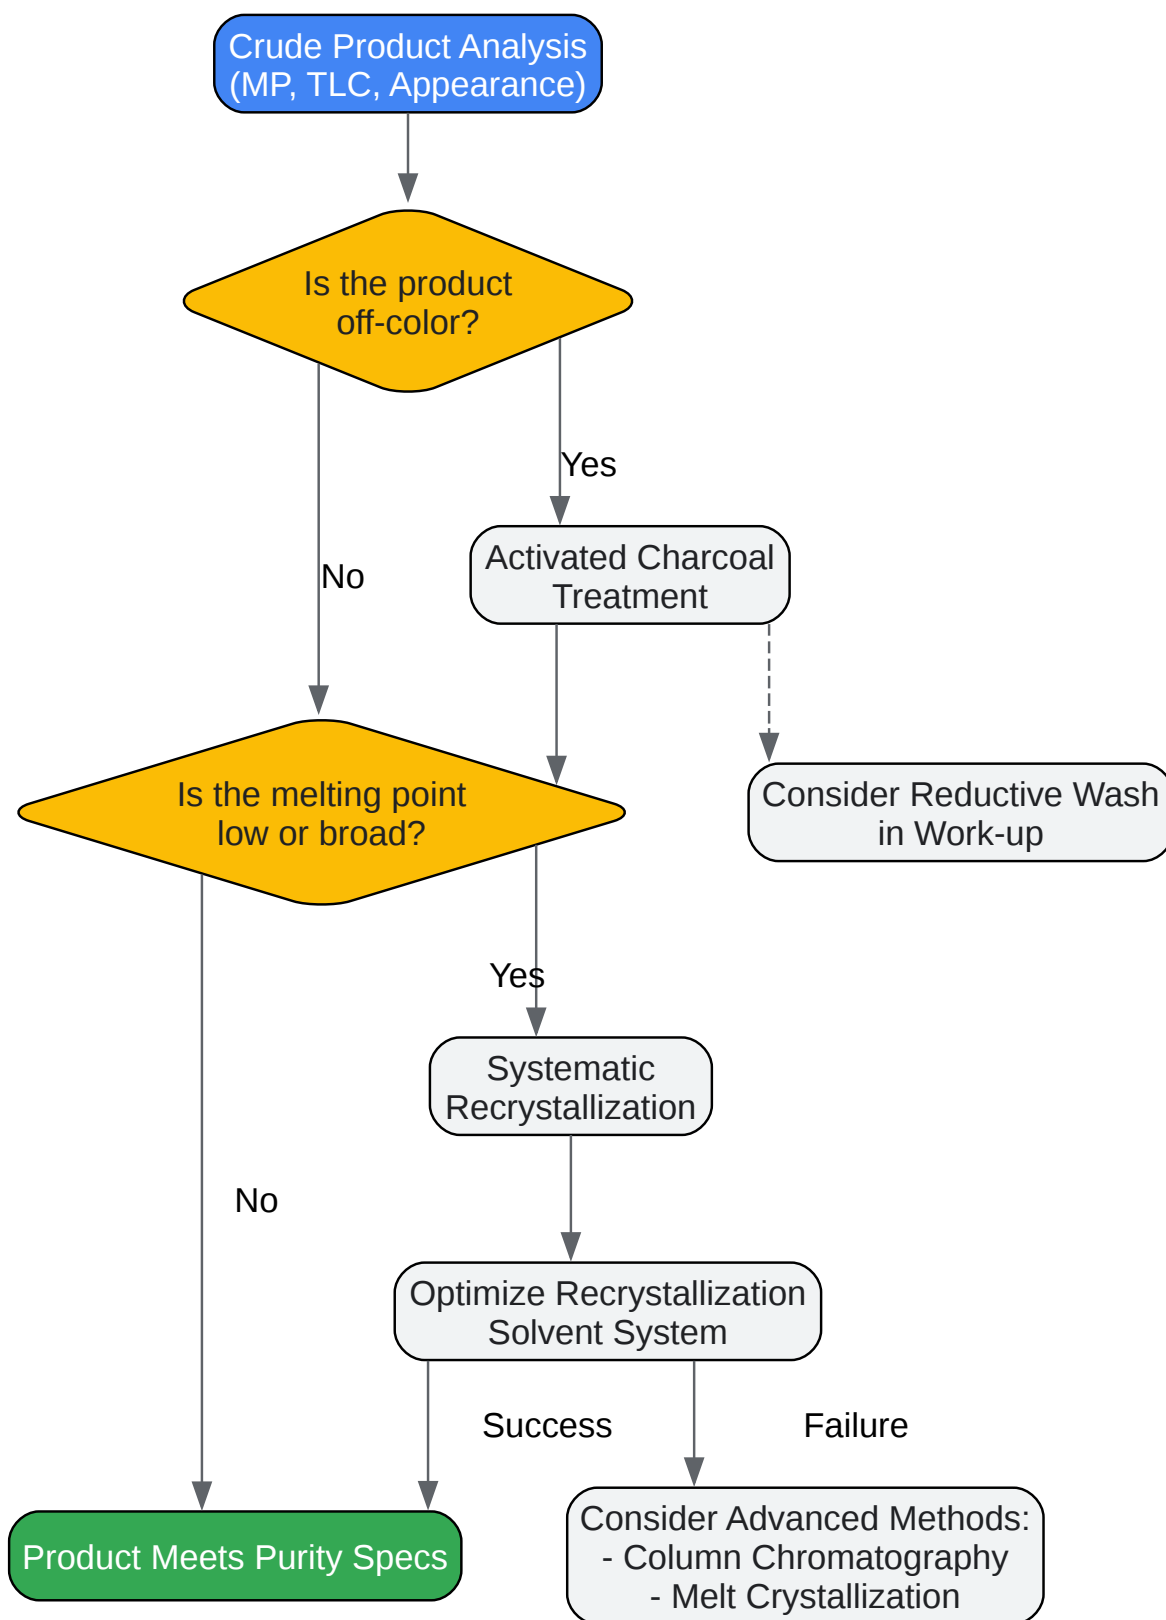 Crude Product Analysis
(MP, TLC, Appearance)
Is the product
off-color?
Yes
No
Activated Charcoal
Treatment
Is the melting point
low or broad?
Consider Reductive Wash
in Work-up
Yes
Systematic
Recrystallization
No
Optimize Recrystallization
Solvent System
Success
Failure
Product Meets Purity Specs
Consider Advanced Methods:
- Column Chromatography
- Melt Crystallization